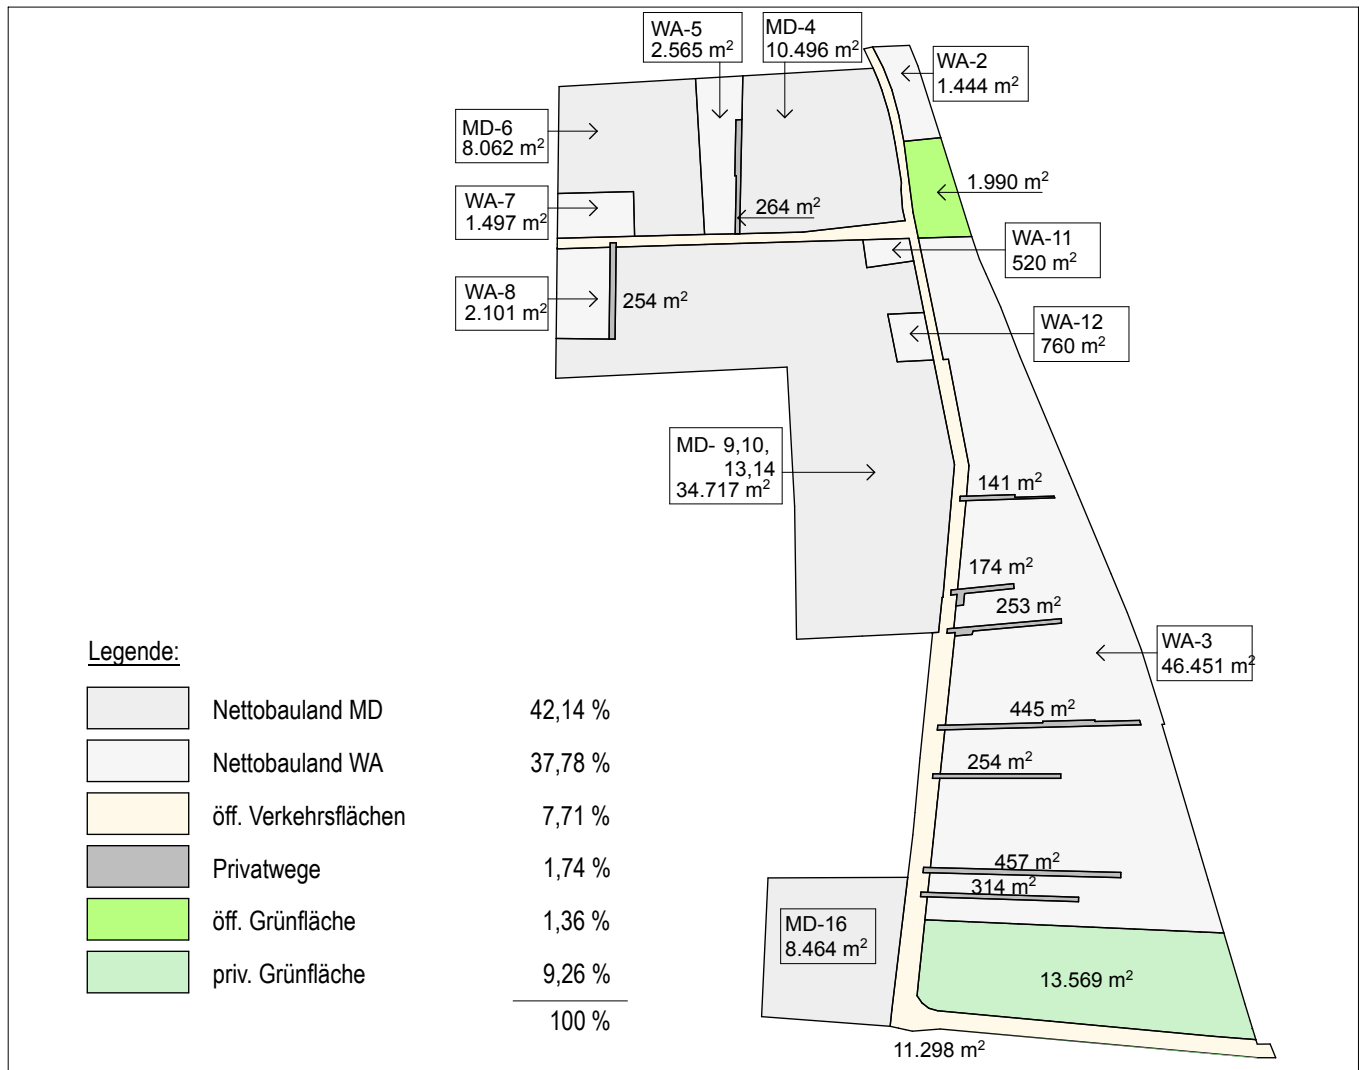 WA-5
2.565 m²
MD-4
10.496 m²
WA-2
1.444 m²
MD-6
8.062 m²
1.990 m²
WA-7
1.497 m²
264 m²
WA-11
520 m²
WA-8
2.101 m²
254 m²
WA-12
760 m²
MD- 9,10,
13,14
34.717 m²
141 m²
174 m²
253 m²
WA-3
46.451 m²
445 m²
254 m²
457 m²
314 m²
MD-16
8.464 m²
13.569 m²
11.298 m²
Legende:
Nettobauland MD 42,14 %
Nettobauland WA 37,78 %
öff. Verkehrsflächen 7,71 %
Privatwege 1,74 %
öff. Grünfläche 1,36 %
priv. Grünfläche 9,26 %
100 %